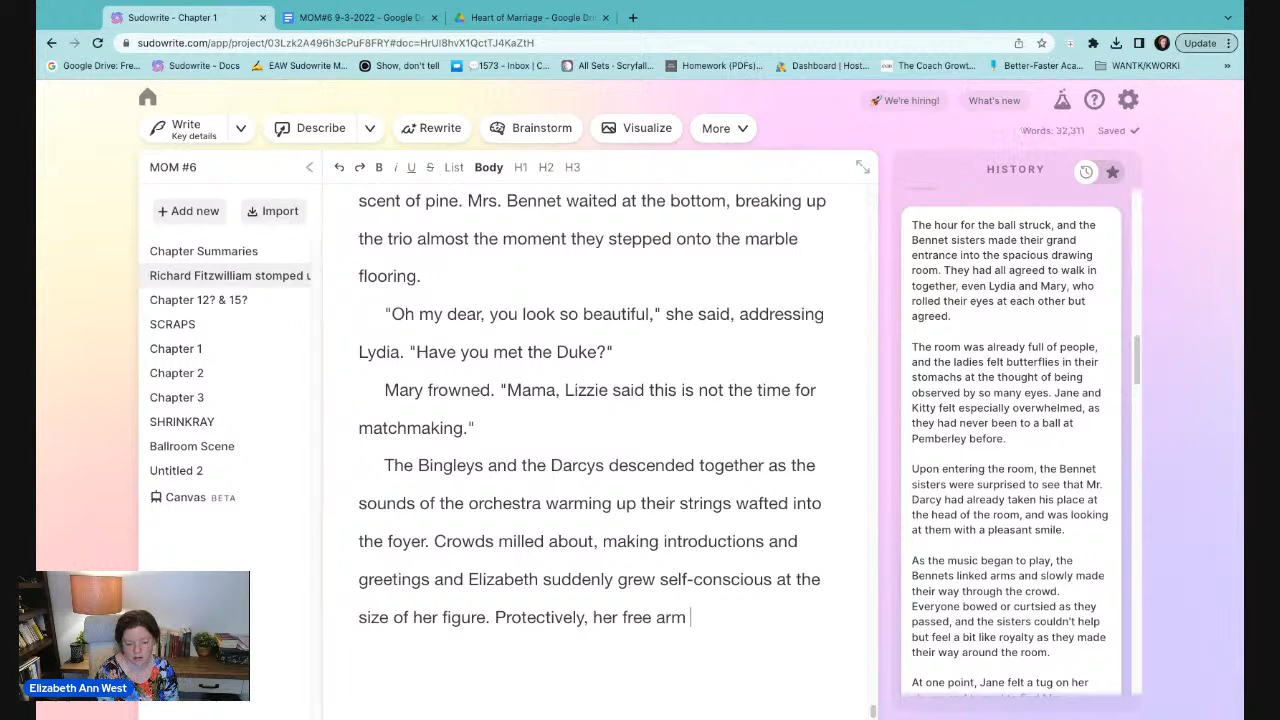 Sudowrite - Chapter 1
MOM#6 9-3-2022 - Google D
Heart of Marriage - Google Dri
sudowrite.com/app/project/03Lzk2A496h3cPuF8FRY#doc=HrUI8hvX1QctTJ4KaZtH
Update
Google Drive: Fre...
Sudowrite - Docs
EAW Sudowrite M...
Show, don't tell
1573 - Inbox | C...
All Sets - Scryfall...
Homework (PDFs)...
Dashboard | Host...
The Coach Growt...
Better-Faster Aca...
WANTK/KWORKI
We're hiring!
What's new
Write
Key details
Describe
Rewrite
Brainstorm
Visualize
More
Words: 32,311
Saved
MOM #6
B i U S List Body H1 H2 H3
HISTORY
+ Add new
Import
Chapter Summaries
Richard Fitzwilliam stomped u
Chapter 12? & 15?
SCRAPS
Chapter 1
Chapter 2
Chapter 3
SHRINKRAY
Ballroom Scene
Untitled 2
Canvas BETA
scent of pine. Mrs. Bennet waited at the bottom, breaking up
the trio almost the moment they stepped onto the marble
flooring.
"Oh my dear, you look so beautiful," she said, addressing
Lydia. "Have you met the Duke?"
Mary frowned. "Mama, Lizzie said this is not the time for
matchmaking."
The Bingleys and the Darcys descended together as the
sounds of the orchestra warming up their strings wafted into
the foyer. Crowds milled about, making introductions and
greetings and Elizabeth suddenly grew self-conscious at the
size of her figure. Protectively, her free arm
The hour for the ball struck, and the
Bennet sisters made their grand
entrance into the spacious drawing
room. They had all agreed to walk in
together, even Lydia and Mary, who
rolled their eyes at each other but
agreed.
The room was already full of people,
and the ladies felt butterflies in their
stomachs at the thought of being
observed by so many eyes. Jane and
Kitty felt especially overwhelmed, as
they had never been to a ball at
Pemberley before.
Upon entering the room, the Bennet
sisters were surprised to see that Mr.
Darcy had already taken his place at
the head of the room, and was looking
at them with a pleasant smile.
As the music began to play, the
Bennets linked arms and slowly made
their way through the crowd.
Everyone bowed or curtsied as they
passed, and the sisters couldn't help
but feel a bit like royalty as they made
their way around the room.
At one point, Jane felt a tug on her
Elizabeth Ann West